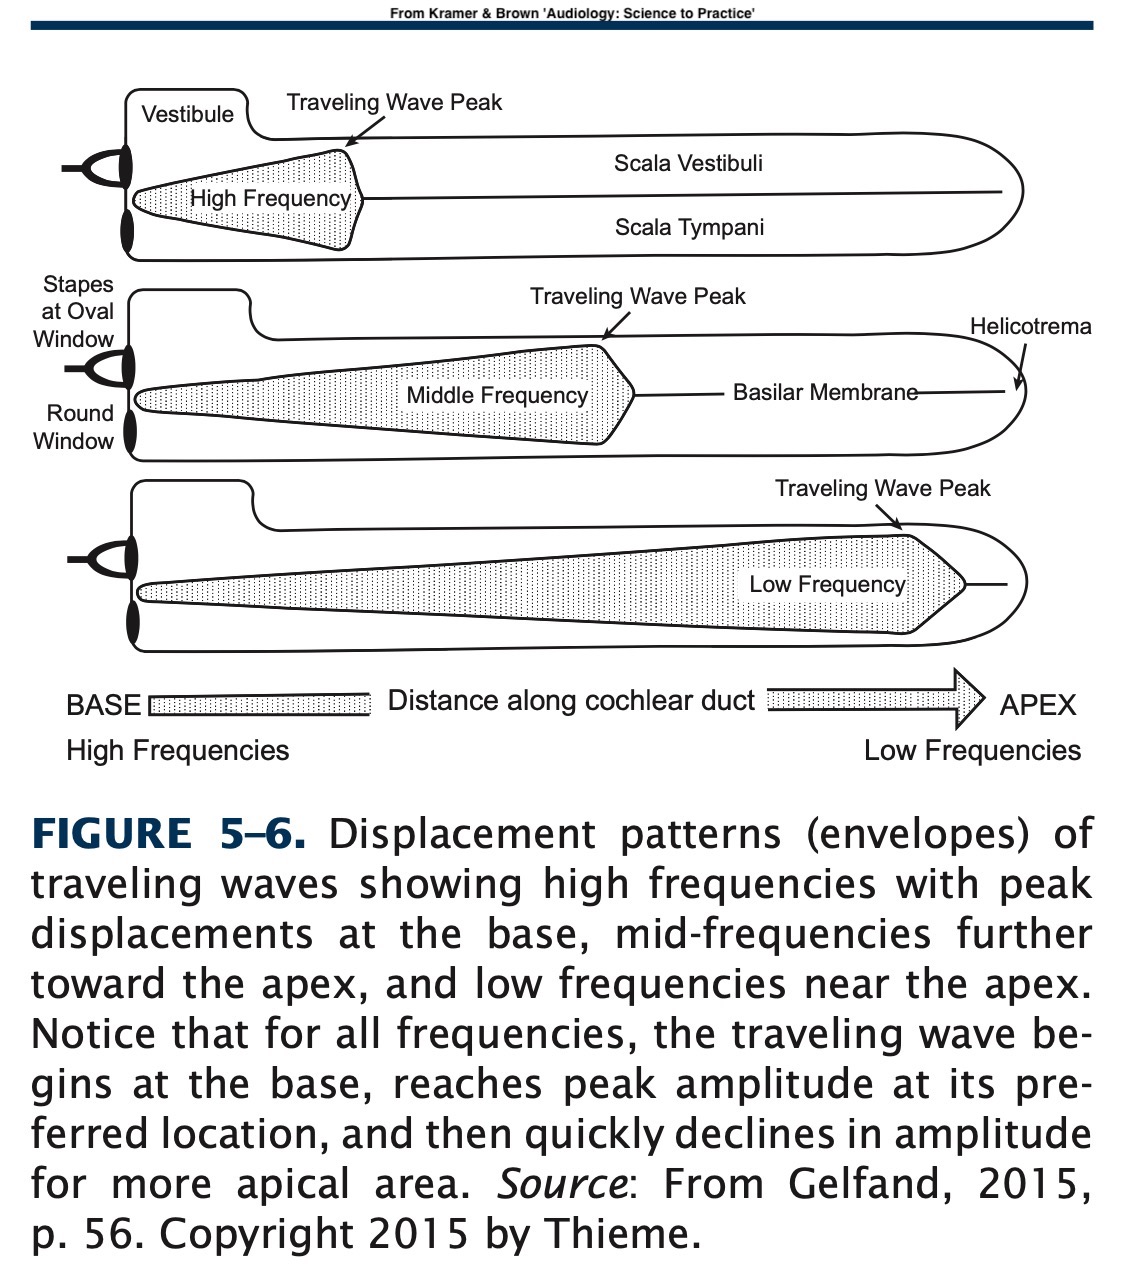 From Kramer & Brown 'Audiology: Science to Practice'
Vestibule
Traveling Wave Peak
Scala Vestibuli
High Frequency
Scala Tympani
Stapes
at Oval
Window
Traveling Wave Peak
Helicotrema
Middle Frequency
Basilar Membrane
Round
Window
Traveling Wave Peak
Low Frequency
BASE
Distance along cochlear duct
APEX
High Frequencies
Low Frequencies
FIGURE 5–6. Displacement patterns (envelopes) of
traveling waves showing high frequencies with peak
displacements at the base, mid-frequencies further
toward the apex, and low frequencies near the apex.
Notice that for all frequencies, the traveling wave be-
gins at the base, reaches peak amplitude at its pre-
ferred location, and then quickly declines in amplitude
for more apical area. Source: From Gelfand, 2015,
p. 56. Copyright 2015 by Thieme.